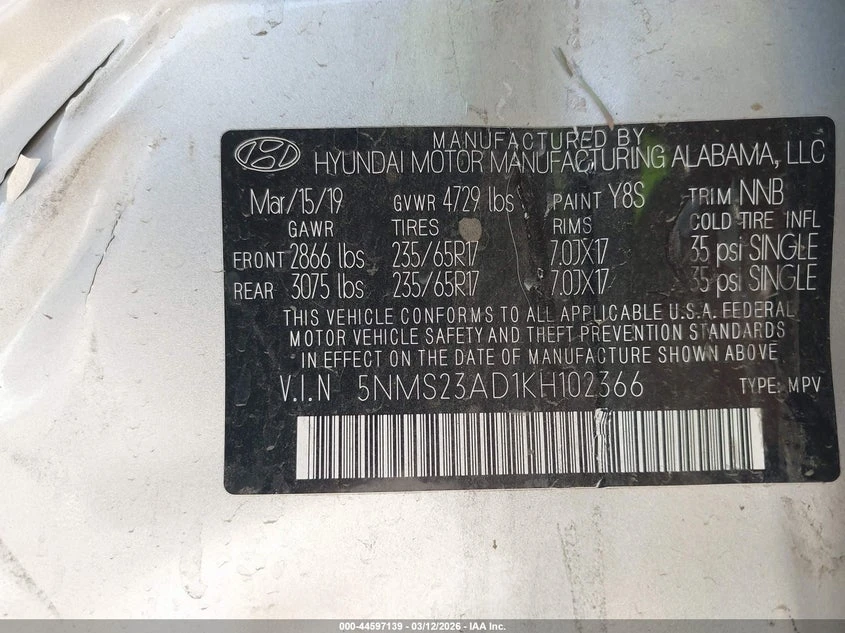 MANUFACTURED BY
HYUNDAI MOTOR MANUFACTURING ALABAMA, LLC
Mar/15/19 GVWR 4729 lbs PAINT Y8S TRIM NNB
GAWR TIRES RIMS COLD TIRE INFL
FRONT 2866 lbs 235/65R17 7.0JX17 35 psi SINGLE
REAR 3075 lbs 235/65R17 7.0JX17 35 psi SINGLE
THIS VEHICLE CONFORMS TO ALL APPLICABLE U.S.A. FEDERAL
MOTOR VEHICLE SAFETY AND THEFT PREVENTION STANDARDS
IN EFFECT ON THE DATE OF MANUFACTURE SHOWN ABOVE
V.I.N 5NMS23AD1KH102366 TYPE: MPV
000-44597139 - 03/12/2026 - IAA Inc.